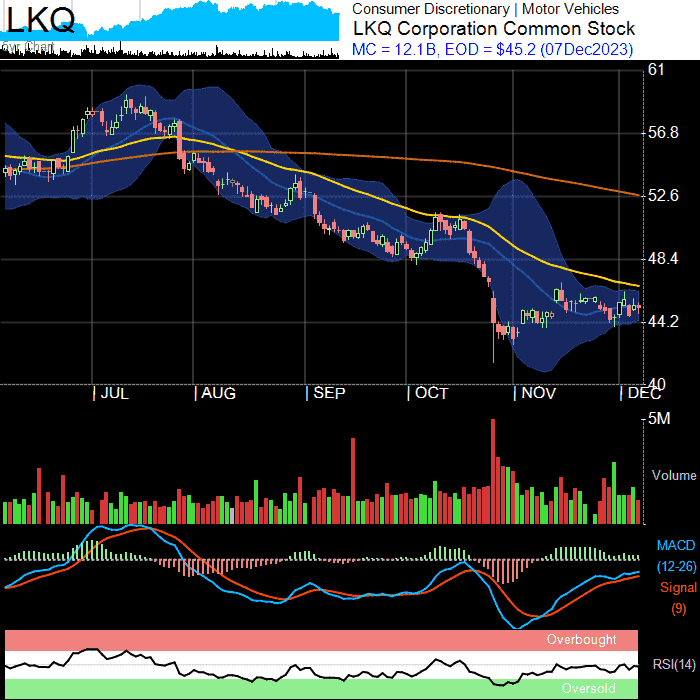 LKQ
5yr Chart
Consumer Discretionary | Motor Vehicles
LKQ Corporation Common Stock
MC = 12.1B, EOD = $45.2 (07Dec2023)
61
56.8
52.6
48.4
44.2
40
| JUL | AUG | SEP | OCT | NOV | DEC
5M
Volume
MACD
(12-26)
Signal
(9)
Overbought
RSI(14)
Oversold